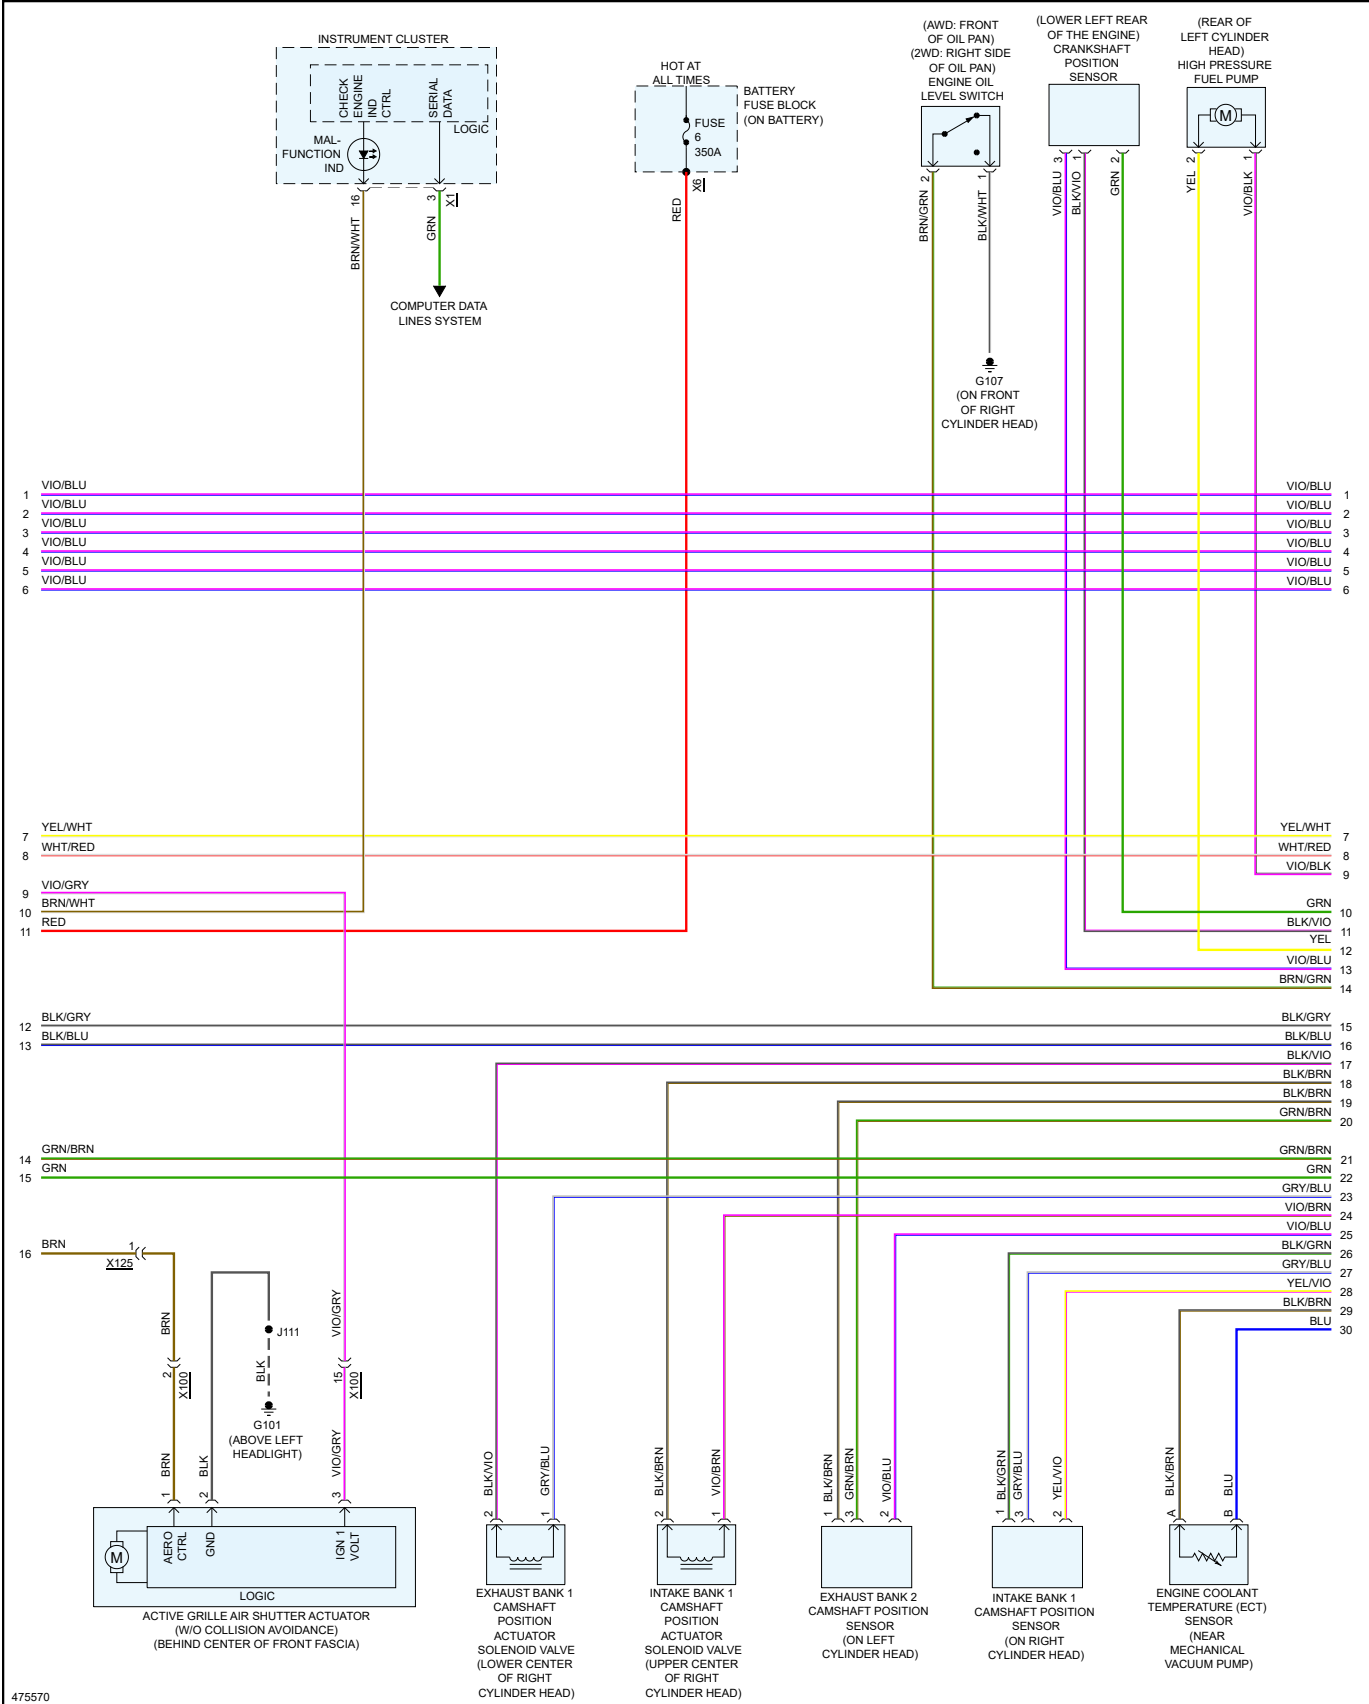 INSTRUMENT CLUSTER
CHECK
ENGINE
IND
CTRL
SERIAL
DATA
LOGIC
MAL-
FUNCTION
IND
16
3
X1
BRN/WHT
GRN
COMPUTER DATA
LINES SYSTEM
HOT AT
ALL TIMES
BATTERY
FUSE BLOCK
(ON BATTERY)
FUSE
6
350A
X6
RED
(AWD: FRONT
OF OIL PAN)
(2WD: RIGHT SIDE
OF OIL PAN)
ENGINE OIL
LEVEL SWITCH
2
1
BRN/GRN
BLK/WHT
G107
(ON FRONT
OF RIGHT
CYLINDER HEAD)
(LOWER LEFT REAR
OF THE ENGINE)
CRANKSHAFT
POSITION
SENSOR
3
1
2
VIO/BLU
BLK/VIO
GRN
(REAR OF
LEFT CYLINDER
HEAD)
HIGH PRESSURE
FUEL PUMP
M
2
1
YEL
VIO/BLK
1 VIO/BLU VIO/BLU 1
2 VIO/BLU VIO/BLU 2
3 VIO/BLU VIO/BLU 3
4 VIO/BLU VIO/BLU 4
5 VIO/BLU VIO/BLU 5
6 VIO/BLU VIO/BLU 6
7 YEL/WHT YEL/WHT 7
8 WHT/RED WHT/RED 8
VIO/BLK 9
9 VIO/GRY
10 BRN/WHT GRN 10
11 RED BLK/VIO 11
YEL 12
VIO/BLU 13
BRN/GRN 14
12 BLK/GRY BLK/GRY 15
13 BLK/BLU BLK/BLU 16
BLK/VIO 17
BLK/BRN 18
BLK/BRN 19
GRN/BRN 20
14 GRN/BRN GRN/BRN 21
15 GRN GRN 22
GRY/BLU 23
VIO/BRN 24
VIO/BLU 25
16 BRN 1 BLK/GRN 26
X125
GRY/BLU 27
YEL/VIO 28
BLK/BRN 29
BLU 30
BRN
2
X100
BRN
1
BLK
2
J111
BLK
G101
(ABOVE LEFT
HEADLIGHT)
VIO/GRY
15
X100
VIO/GRY
3
M
AERO
CTRL
GND
IGN 1
VOLT
LOGIC
ACTIVE GRILLE AIR SHUTTER ACTUATOR
(W/O COLLISION AVOIDANCE)
(BEHIND CENTER OF FRONT FASCIA)
BLK/VIO
2
GRY/BLU
1
EXHAUST BANK 1
CAMSHAFT
POSITION
ACTUATOR
SOLENOID VALVE
(LOWER CENTER
OF RIGHT
CYLINDER HEAD)
BLK/BRN
2
VIO/BRN
1
INTAKE BANK 1
CAMSHAFT
POSITION
ACTUATOR
SOLENOID VALVE
(UPPER CENTER
OF RIGHT
CYLINDER HEAD)
BLK/BRN
1
GRN/BRN
3
VIO/BLU
2
EXHAUST BANK 2
CAMSHAFT POSITION
SENSOR
(ON LEFT
CYLINDER HEAD)
BLK/GRN
1
GRY/BLU
3
YEL/VIO
2
INTAKE BANK 1
CAMSHAFT POSITION
SENSOR
(ON RIGHT
CYLINDER HEAD)
BLK/BRN
A
BLU
B
ENGINE COOLANT
TEMPERATURE (ECT)
SENSOR
(NEAR
MECHANICAL
VACUUM PUMP)
475570